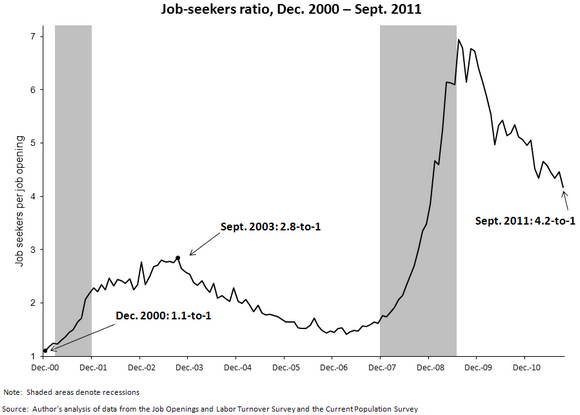 Job-seekers ratio, Dec. 2000 – Sept. 2011
Job seekers per job opening
7
6
5
4
3
2
1
Sept. 2003: 2.8-to-1
Sept. 2011: 4.2-to-1
Dec. 2000: 1.1-to-1
Dec.-00 Dec.-01 Dec.-02 Dec.-03 Dec.-04 Dec.-05 Dec.-06 Dec.-07 Dec.-08 Dec.-09 Dec.-10
Note: Shaded areas denote recessions
Source: Author's analysis of data from the Job Openings and Labor Turnover Survey and the Current Population Survey